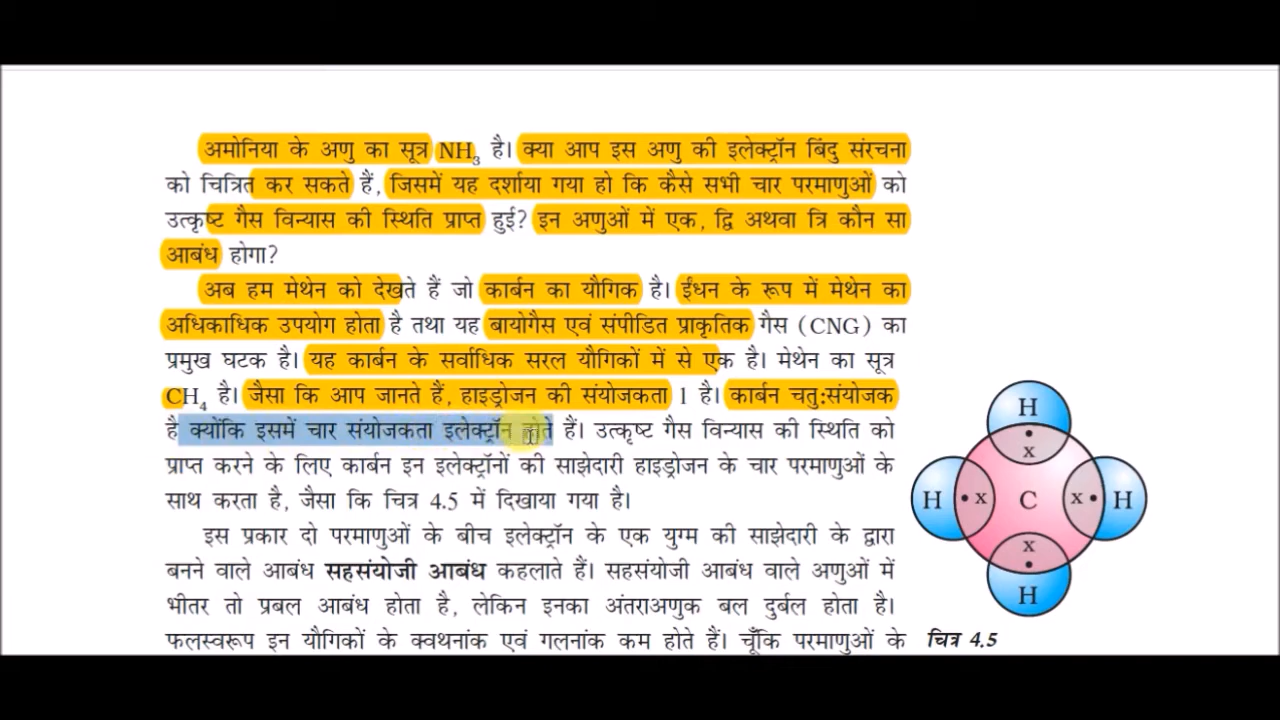 अमोनिया के अणु का सूत्र NH₃ है। क्या आप इस अणु की इलेक्ट्रॉन बिंदु संरचना
को चित्रित कर सकते हैं, जिसमें यह दर्शाया गया हो कि कैसे सभी चार परमाणुओं को
उत्कृष्ट गैस विन्यास की स्थिति प्राप्त हुई? इन अणुओं में एक, द्वि अथवा त्रि कौन सा
आबंध होगा?
अब हम मेथेन को देखते हैं जो कार्बन का यौगिक है। ईंधन के रूप में मेथेन का
अधिकाधिक उपयोग होता है तथा यह बायोगैस एवं संपीडित प्राकृतिक गैस (CNG) का
प्रमुख घटक है। यह कार्बन के सर्वाधिक सरल यौगिकों में से एक है। मेथेन का सूत्र
CH₄ है। जैसा कि आप जानते हैं, हाइड्रोजन की संयोजकता 1 है। कार्बन चतुःसंयोजक
है क्योंकि इसमें चार संयोजकता इलेक्ट्रॉन होते हैं। उत्कृष्ट गैस विन्यास की स्थिति को
प्राप्त करने के लिए कार्बन इन इलेक्ट्रॉनों की साझेदारी हाइड्रोजन के चार परमाणुओं के
साथ करता है, जैसा कि चित्र 4.5 में दिखाया गया है।
इस प्रकार दो परमाणुओं के बीच इलेक्ट्रॉन के एक युग्म की साझेदारी के द्वारा
बनने वाले आबंध सहसंयोजी आबंध कहलाते हैं। सहसंयोजी आबंध वाले अणुओं में
भीतर तो प्रबल आबंध होता है, लेकिन इनका अंतराअणुक बल दुर्बल होता है।
फलस्वरूप इन यौगिकों के क्वथनांक एवं गलनांक कम होते हैं। चूँकि परमाणुओं के
H
x
H x C x H
x
H
चित्र 4.5